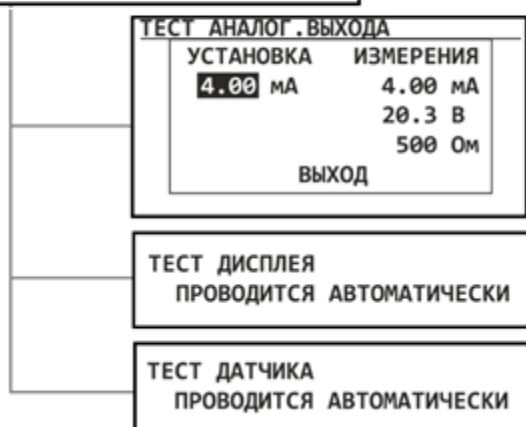 ТЕСТ АНАЛОГ.ВЫХОДА
УСТАНОВКА ИЗМЕРЕНИЯ
4.00 мА 4.00 мА
20.3 В
500 Ом
ВЫХОД
ТЕСТ ДИСПЛЕЯ
ПРОВОДИТСЯ АВТОМАТИЧЕСКИ
ТЕСТ ДАТЧИКА
ПРОВОДИТСЯ АВТОМАТИЧЕСКИ